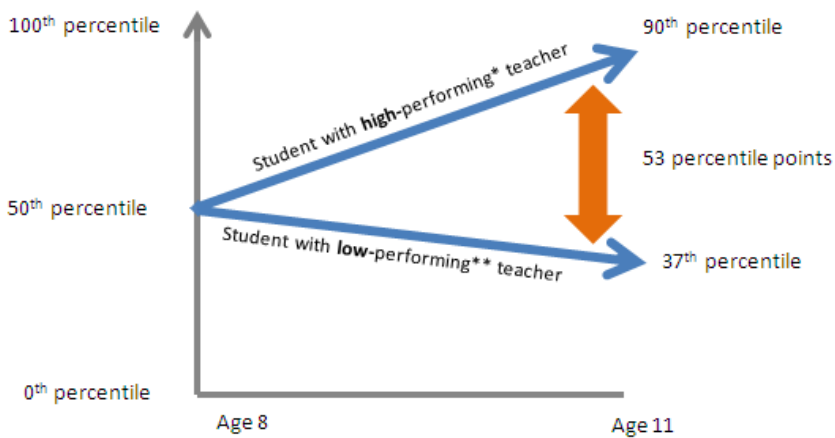 100th percentile
90th percentile
Student with high-performing* teacher
53 percentile points
50th percentile
Student with low-performing** teacher
37th percentile
0th percentile
Age 8
Age 11